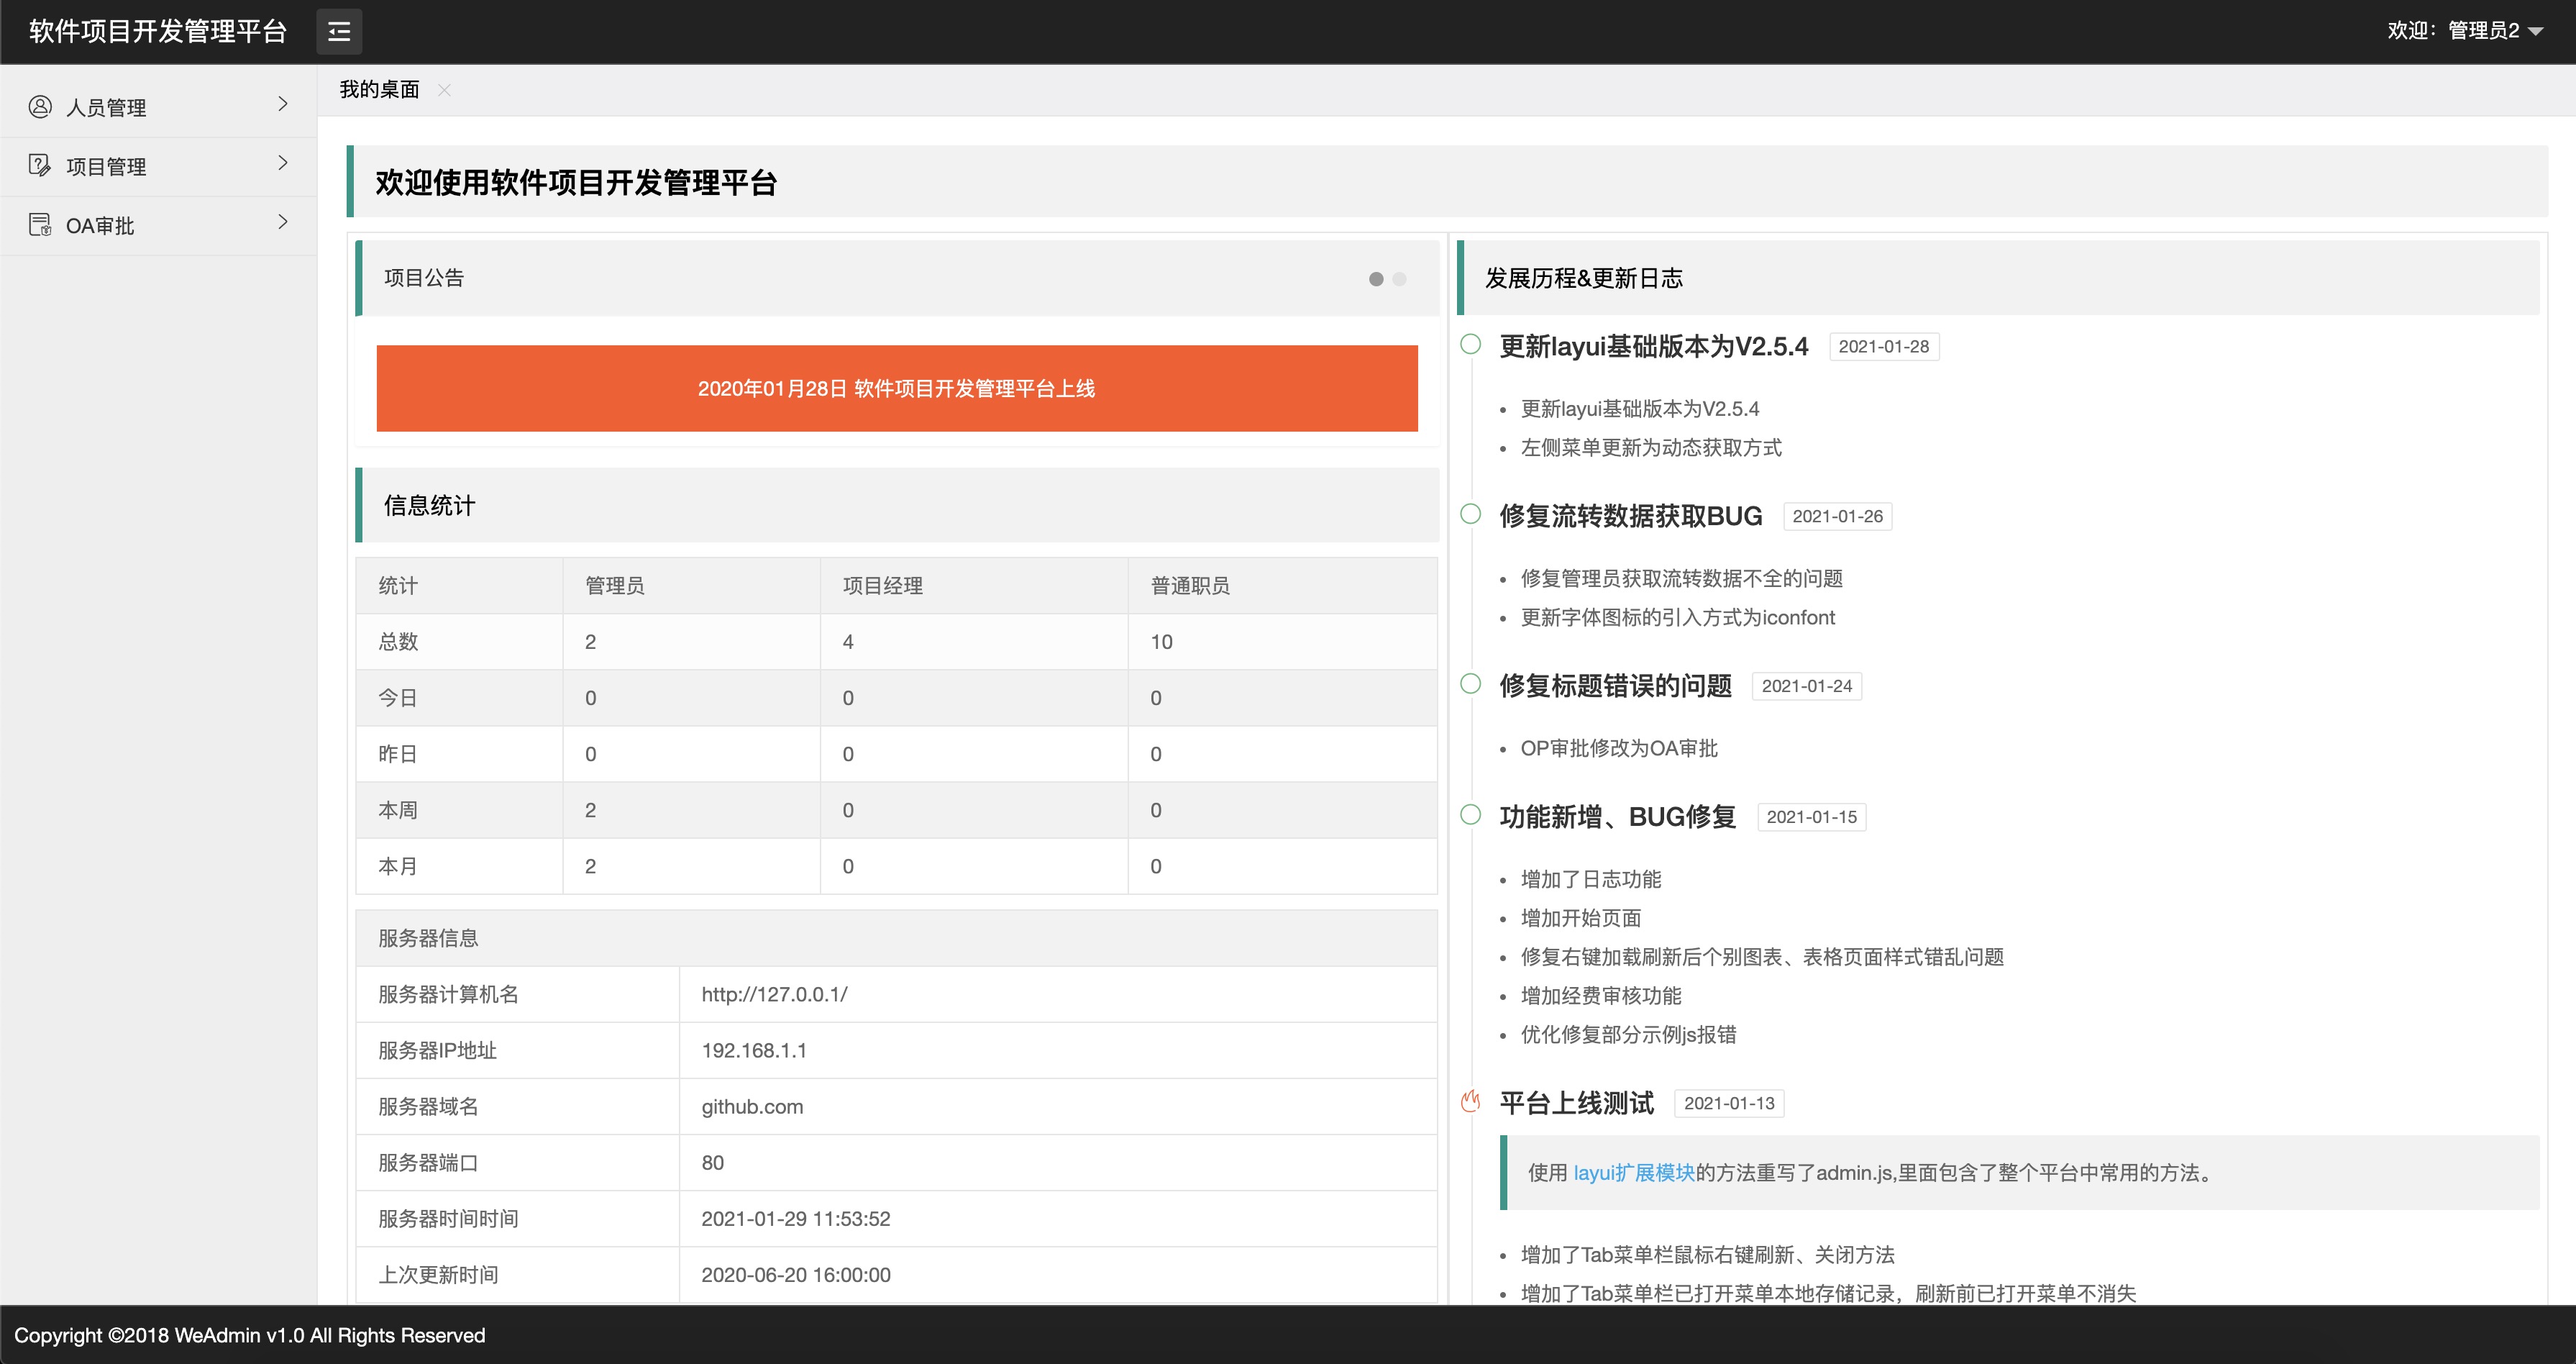 软件项目开发管理平台
欢迎：管理员2
人员管理
项目管理
OA审批
我的桌面
欢迎使用软件项目开发管理平台
项目公告
2020年01月28日 软件项目开发管理平台上线
信息统计
统计 管理员 项目经理 普通职员
总数 2 4 10
今日 0 0 0
昨日 0 0 0
本周 2 0 0
本月 2 0 0
服务器信息
服务器计算机名 http://127.0.0.1/
服务器IP地址 192.168.1.1
服务器域名 github.com
服务器端口 80
服务器时间时间 2021-01-29 11:53:52
上次更新时间 2020-06-20 16:00:00
发展历程&更新日志
更新layui基础版本为V2.5.4 2021-01-28
更新layui基础版本为V2.5.4
左侧菜单更新为动态获取方式
修复流转数据获取BUG 2021-01-26
修复管理员获取流转数据不全的问题
更新字体图标的引入方式为iconfont
修复标题错误的问题 2021-01-24
OP审批修改为OA审批
功能新增、BUG修复 2021-01-15
增加了日志功能
增加开始页面
修复右键加载刷新后个别图表、表格页面样式错乱问题
增加经费审核功能
优化修复部分示例js报错
平台上线测试 2021-01-13
使用 layui扩展模块的方法重写了admin.js,里面包含了整个平台中常用的方法。
增加了Tab菜单栏鼠标右键刷新、关闭方法
增加了Tab菜单栏已打开菜单本地存储记录，刷新前已打开菜单不消失
Copyright ©2018 WeAdmin v1.0 All Rights Reserved